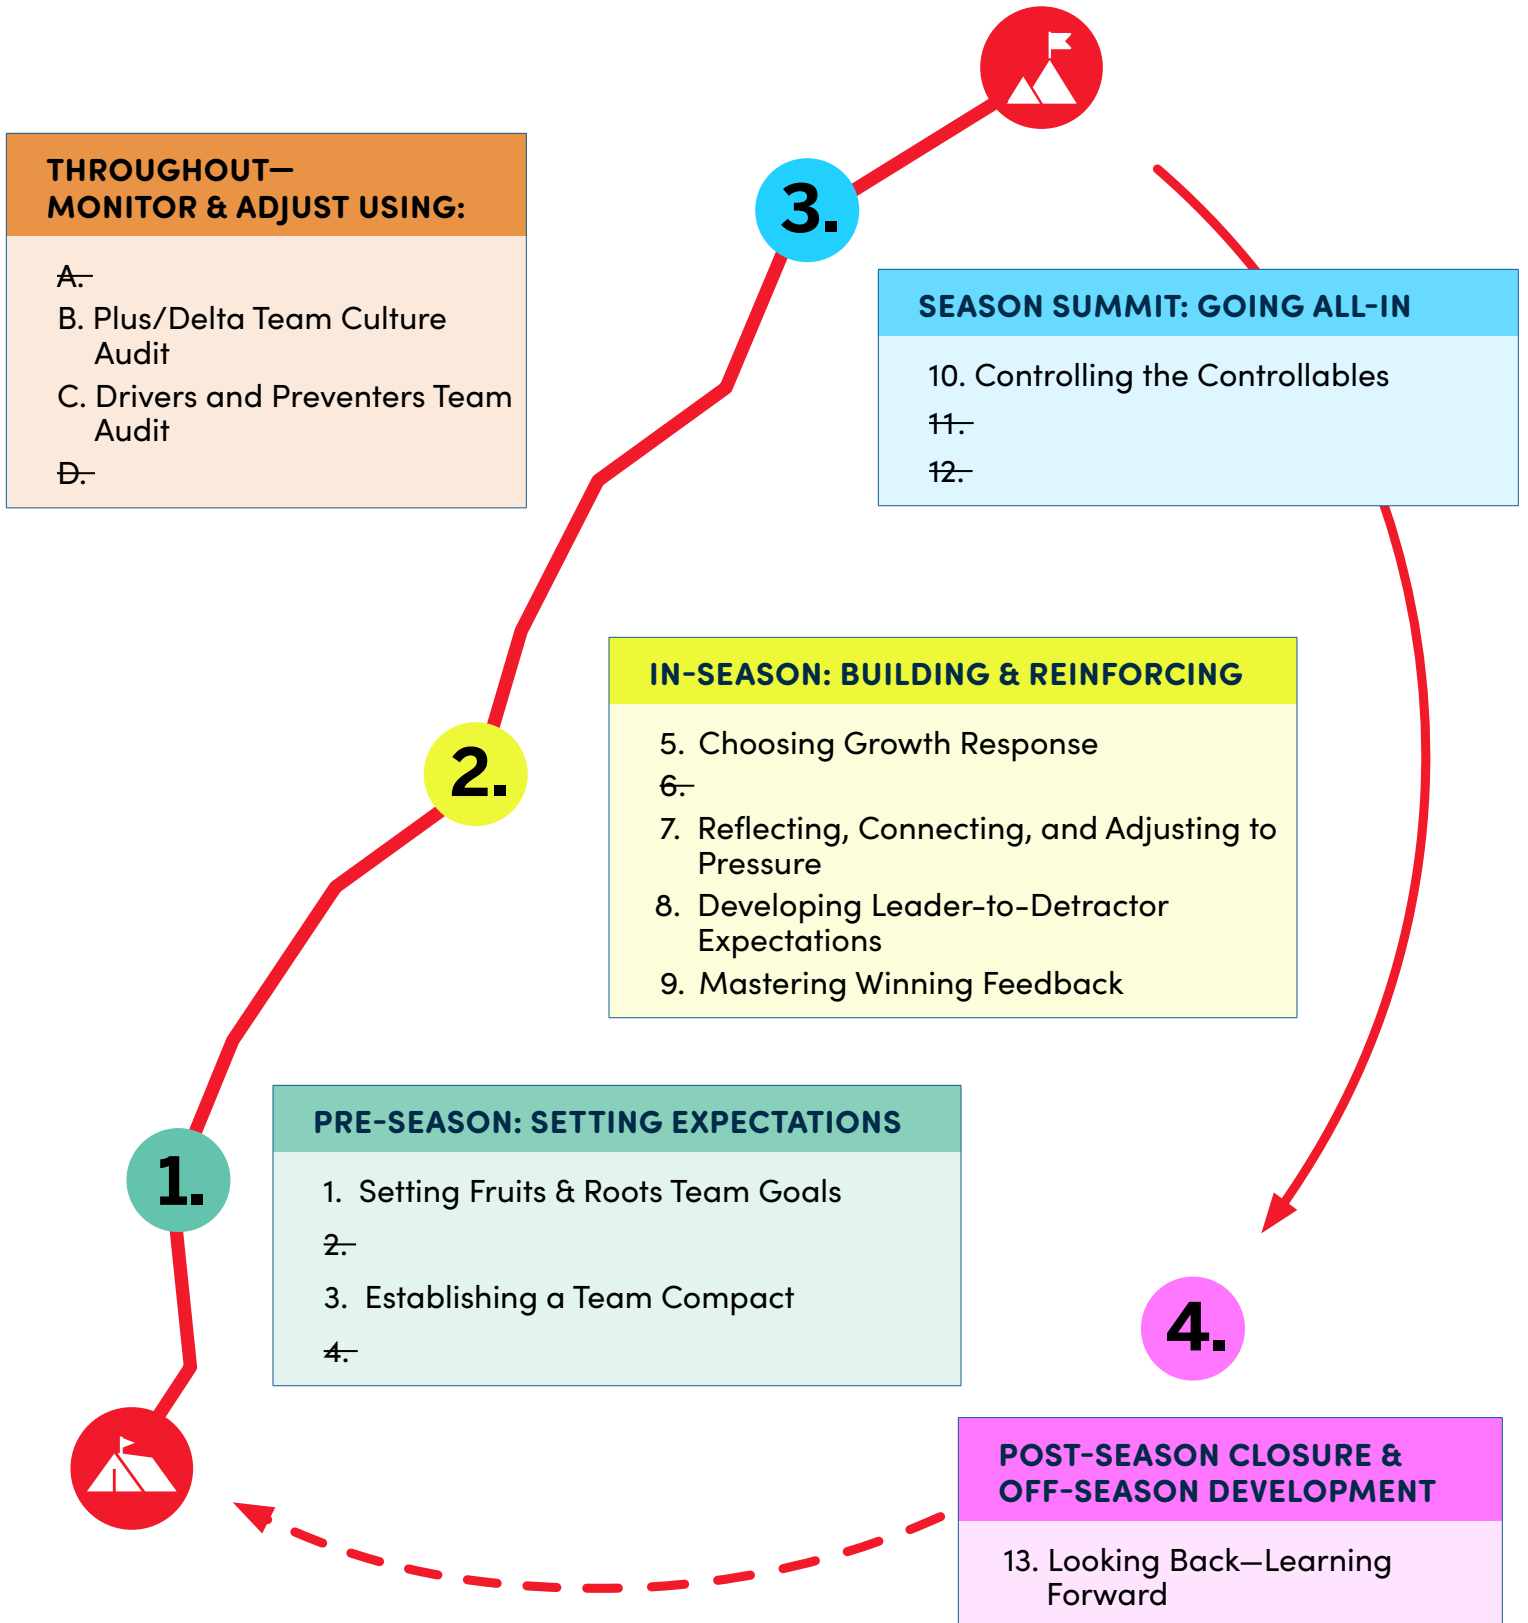 THROUGHOUT—
MONITOR & ADJUST USING:
A.
B. Plus/Delta Team Culture
Audit
C. Drivers and Preventers Team
Audit
D.
3.
SEASON SUMMIT: GOING ALL-IN
10. Controlling the Controllables
11.
12.
2.
IN-SEASON: BUILDING & REINFORCING
5. Choosing Growth Response
6.
7. Reflecting, Connecting, and Adjusting to
Pressure
8. Developing Leader-to-Detractor
Expectations
9. Mastering Winning Feedback
1.
PRE-SEASON: SETTING EXPECTATIONS
1. Setting Fruits & Roots Team Goals
2.
3. Establishing a Team Compact
4.
4.
POST-SEASON CLOSURE &
OFF-SEASON DEVELOPMENT
13. Looking Back—Learning
Forward